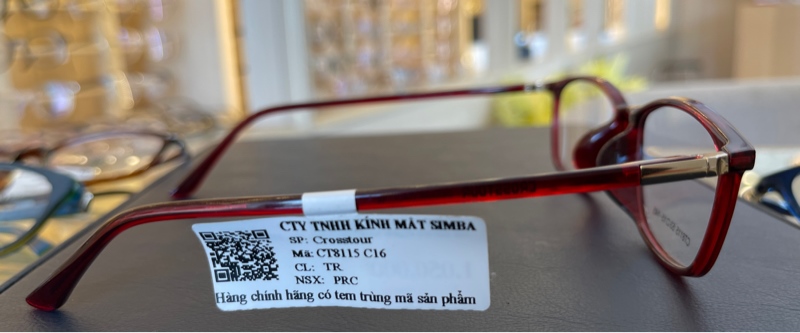 CTY TNHH KÍNH MẮT SIMBA
SP: Crosstour
Mã: CT8115 C16
CL: TR
NSX: PRC
Hàng chính hãng có tem trùng mã sản phẩm